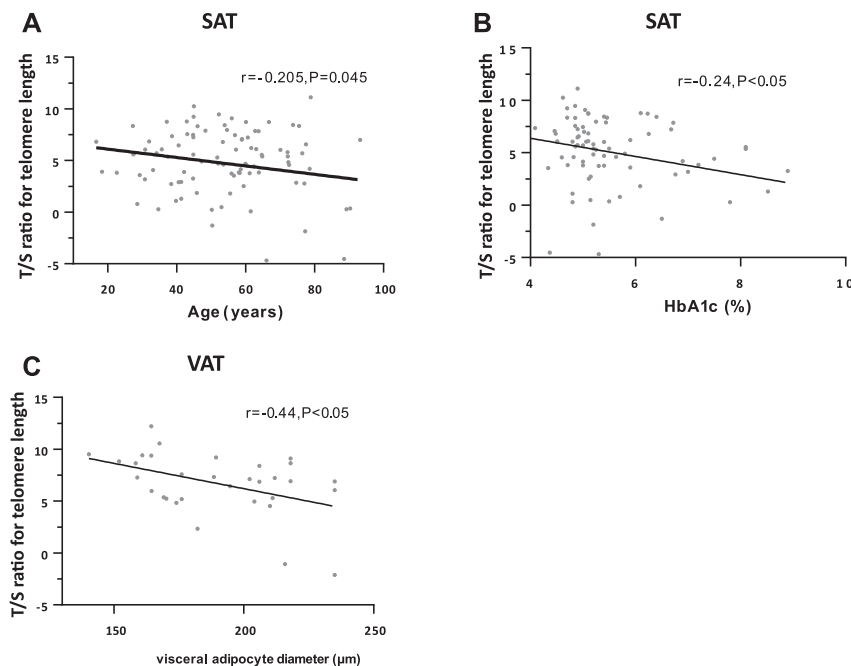 A
SAT
r=-0.205,P=0.045
T/S ratio for telomere length
15
10
5
0
-5
20
40
60
80
100
Age (years)
B
SAT
r=-0.24,P<0.05
T/S ratio for telomere length
15
10
5
0
-5
4
6
8
10
HbA1c (%)
C
VAT
r=-0.44,P<0.05
T/S ratio for telomere length
15
10
5
0
-5
150
200
250
visceral adipocyte diameter (μm)